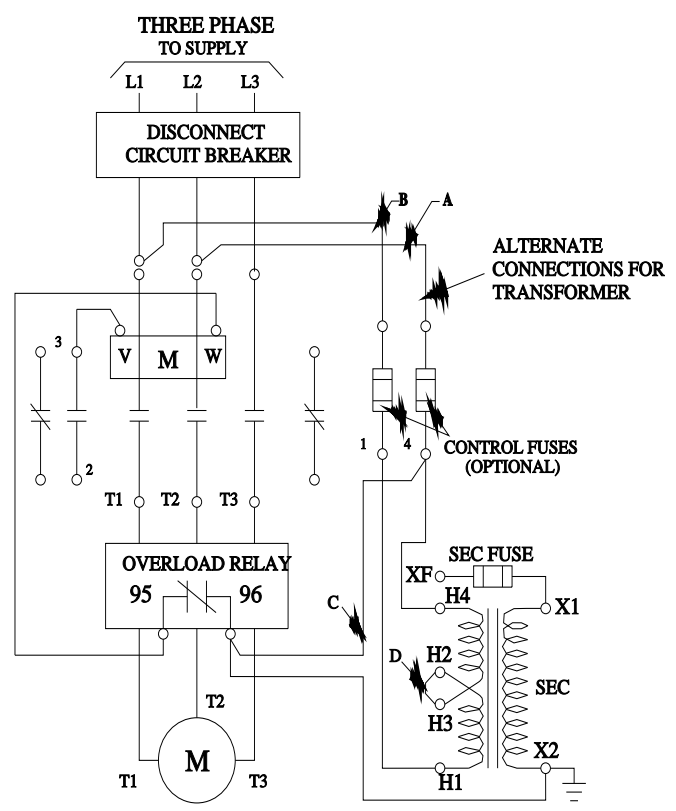 THREE PHASE
TO SUPPLY
L1 L2 L3
DISCONNECT
CIRCUIT BREAKER
B A
ALTERNATE
CONNECTIONS FOR
TRANSFORMER
3
V M W
2
1 4
CONTROL FUSES
(OPTIONAL)
T1 T2 T3
OVERLOAD RELAY
95 96
SEC FUSE
XF
H4 X1
C
D H2
SEC
H3
T2
X2
M
T1 T3
H1